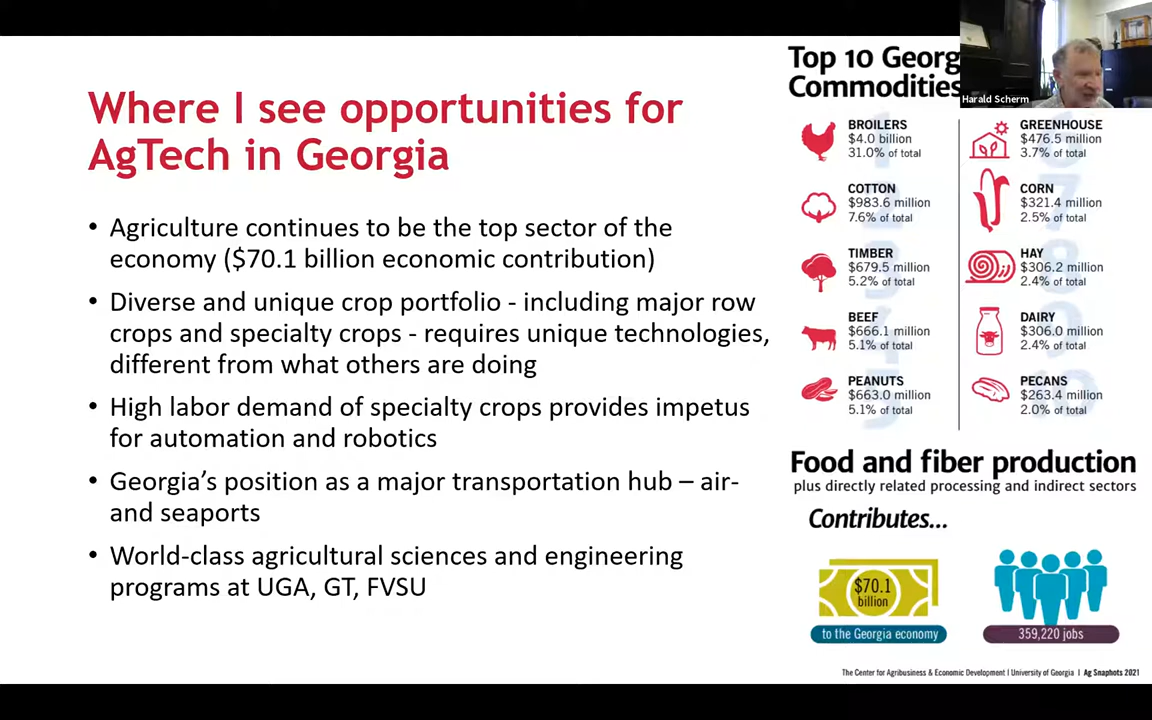 Where I see opportunities for
AgTech in Georgia
• Agriculture continues to be the top sector of the
economy ($70.1 billion economic contribution)
• Diverse and unique crop portfolio - including major row
crops and specialty crops - requires unique technologies,
different from what others are doing
• High labor demand of specialty crops provides impetus
for automation and robotics
• Georgia's position as a major transportation hub – air-
and seaports
• World-class agricultural sciences and engineering
programs at UGA, GT, FVSU
Top 10 Georg
Commodities
Harald Scherm
BROILERS
$4.0 billion
31.0% of total
COTTON
$983.6 million
7.6% of total
TIMBER
$679.5 million
5.2% of total
BEEF
$666.1 million
5.1% of total
PEANUTS
$663.0 million
5.1% of total
GREENHOUSE
$476.5 million
3.7% of total
CORN
$321.4 million
2.5% of total
HAY
$306.2 million
2.4% of total
DAIRY
$306.0 million
2.4% of total
PECANS
$263.4 million
2.0% of total
Food and fiber production
plus directly related processing and indirect sectors
Contributes...
$70.1
billion
to the Georgia economy
359,220 jobs
The Center for Agribusiness & Economic Development | University of Georgia | Ag Snaphots 2021